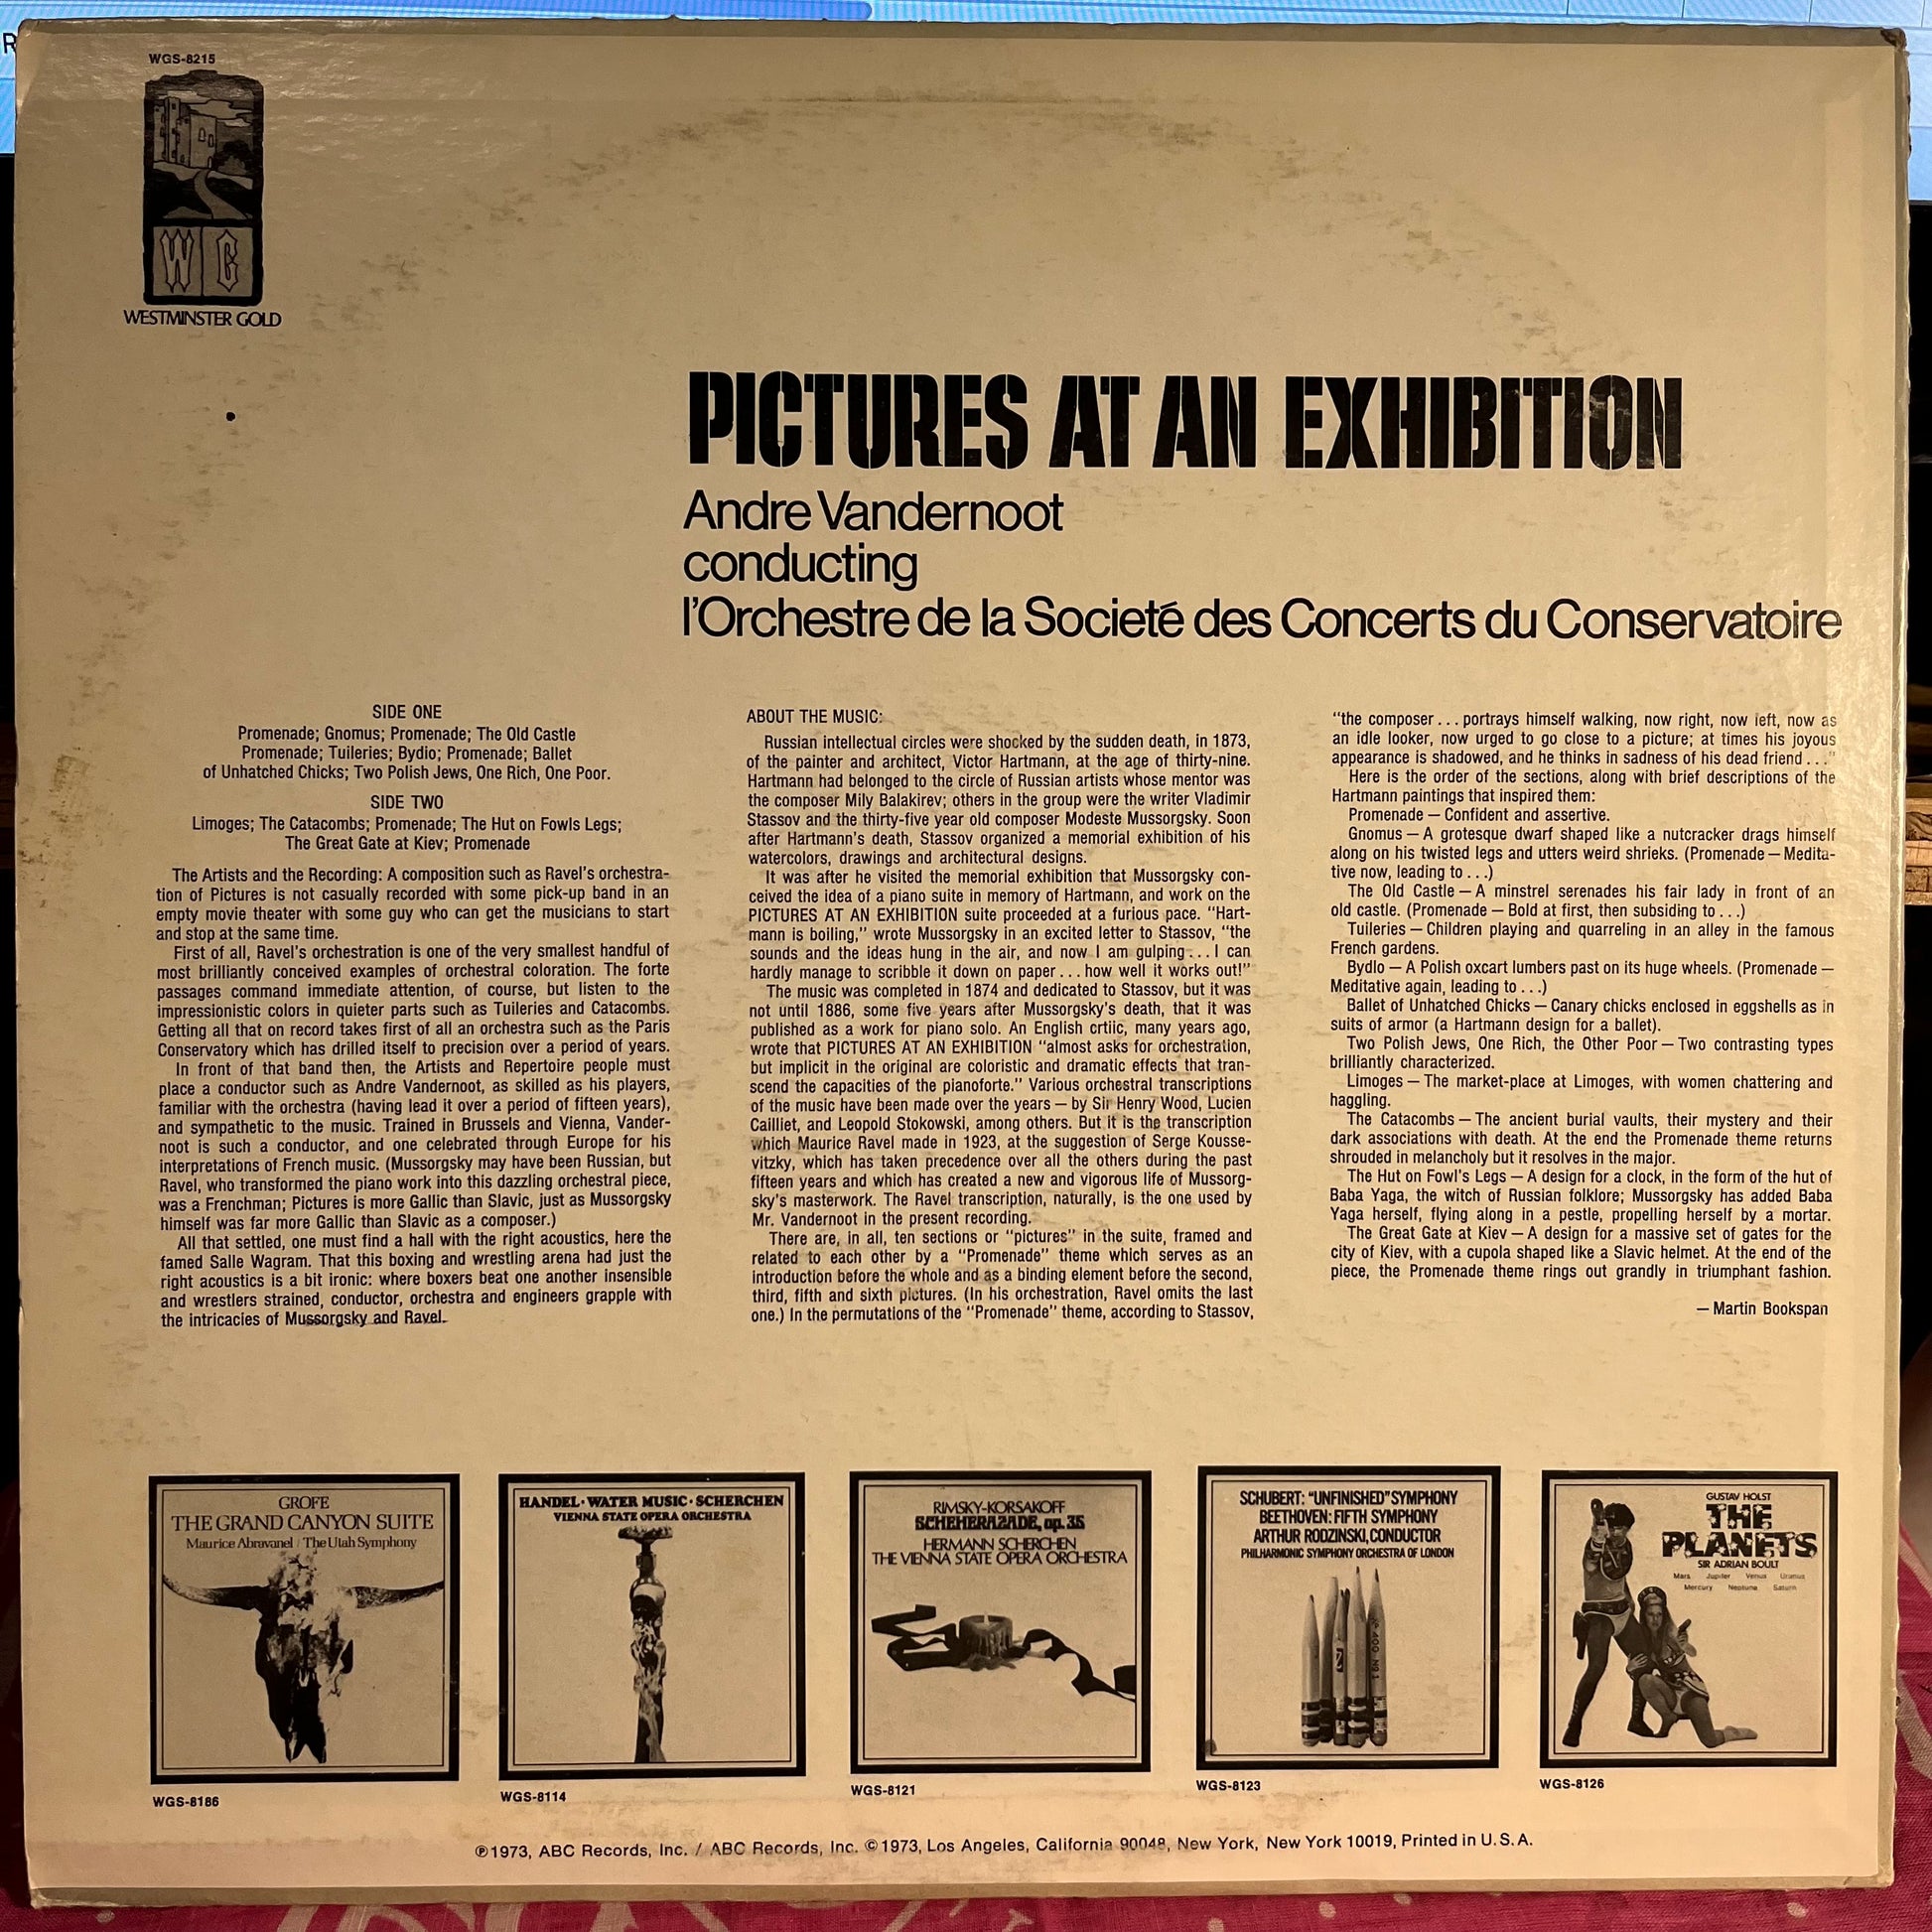 R
WGS-8215
W G
WESTMINSTER GOLD
PICTURES AT AN EXHIBITION
Andre Vandernoot
conducting
l'Orchestre de la Societé des Concerts du Conservatoire
SIDE ONE
Promenade; Gnomus; Promenade; The Old Castle
Promenade; Tuileries; Bydio; Promenade; Ballet
of Unhatched Chicks; Two Polish Jews, One Rich, One Poor.
SIDE TWO
Limoges; The Catacombs; Promenade; The Hut on Fowls Legs;
The Great Gate at Kiev; Promenade
The Artists and the Recording: A composition such as Ravel's orchestra-
tion of Pictures is not casually recorded with some pick-up band in an
empty movie theater with some guy who can get the musicians to start
and stop at the same time.
First of all, Ravel's orchestration is one of the very smallest handful of
most brilliantly conceived examples of orchestral coloration. The forte
passages command immediate attention, of course, but listen to the
impressionistic colors in quieter parts such as Tuileries and Catacombs.
Getting all that on record takes first of all an orchestra such as the Paris
Conservatory which has drilled itself to precision over a period of years.
In front of that band then, the Artists and Repertoire people must
place a conductor such as Andre Vandernoot, as skilled as his players,
familiar with the orchestra (having lead it over a period of fifteen years),
and sympathetic to the music. Trained in Brussels and Vienna, Vander-
noot is such a conductor, and one celebrated through Europe for his
interpretations of French music. (Mussorgsky may have been Russian, but
Ravel, who transformed the piano work into this dazzling orchestral piece,
was a Frenchman; Pictures is more Gallic than Slavic, just as Mussorgsky
himself was far more Gallic than Slavic as a composer.)
All that settled, one must find a hall with the right acoustics, here the
famed Salle Wagram. That this boxing and wrestling arena had just the
right acoustics is a bit ironic: where boxers beat one another insensible
and wrestlers strained, conductor, orchestra and engineers grapple with
the intricacies of Mussorgsky and Ravel.
ABOUT THE MUSIC:
Russian intellectual circles were shocked by the sudden death, in 1873,
of the painter and architect, Victor Hartmann, at the age of thirty-nine.
Hartmann had belonged to the circle of Russian artists whose mentor was
the composer Mily Balakirev; others in the group were the writer Vladimir
Stassov and the thirty-five year old composer Modeste Mussorgsky. Soon
after Hartmann's death, Stassov organized a memorial exhibition of his
watercolors, drawings and architectural designs.
It was after he visited the memorial exhibition that Mussorgsky con-
ceived the idea of a piano suite in memory of Hartmann, and work on the
PICTURES AT AN EXHIBITION suite proceeded at a furious pace. "Hart-
mann is boiling," wrote Mussorgsky in an excited letter to Stassov, "the
sounds and the ideas hung in the air, and now I am gulping...I can
hardly manage to scribble it down on paper...how well it works out!"
The music was completed in 1874 and dedicated to Stassov, but it was
not until 1886, some five years after Mussorgsky's death, that it was
published as a work for piano solo. An English crtiic, many years ago,
wrote that PICTURES AT AN EXHIBITION "almost asks for orchestration,
but implicit in the original are coloristic and dramatic effects that tran-
scend the capacities of the pianoforte." Various orchestral transcriptions
of the music have been made over the years — by Sir Henry Wood, Lucien
Cailliet, and Leopold Stokowski, among others. But it is the transcription
which Maurice Ravel made in 1923, at the suggestion of Serge Kousse-
vitzky, which has taken precedence over all the others during the past
fifteen years and which has created a new and vigorous life of Mussorg-
sky's masterwork. The Ravel transcription, naturally, is the one used by
Mr. Vandernoot in the present recording.
There are, in all, ten sections or "pictures" in the suite, framed and
related to each other by a "Promenade" theme which serves as an
introduction before the whole and as a binding element before the second,
third, fifth and sixth pictures. (In his orchestration, Ravel omits the last
one.) In the permutations of the "Promenade" theme, according to Stassov,
"the composer...portrays himself walking, now right, now left, now as
an idle looker, now urged to go close to a picture; at times his joyous
appearance is shadowed, and he thinks in sadness of his dead friend..."
Here is the order of the sections, along with brief descriptions of the
Hartmann paintings that inspired them:
Promenade — Confident and assertive.
Gnomus — A grotesque dwarf shaped like a nutcracker drags himself
along on his twisted legs and utters weird shrieks. (Promenade — Medita-
tive now, leading to...)
The Old Castle — A minstrel serenades his fair lady in front of an
old castle. (Promenade — Bold at first, then subsiding to...)
Tuileries — Children playing and quarreling in an alley in the famous
French gardens.
Bydlo — A Polish oxcart lumbers past on its huge wheels. (Promenade —
Meditative again, leading to...)
Ballet of Unhatched Chicks — Canary chicks enclosed in eggshells as in
suits of armor (a Hartmann design for a ballet).
Two Polish Jews, One Rich, the Other Poor — Two contrasting types
brilliantly characterized.
Limoges — The market-place at Limoges, with women chattering and
haggling.
The Catacombs — The ancient burial vaults, their mystery and their
dark associations with death. At the end the Promenade theme returns
shrouded in melancholy but it resolves in the major.
The Hut on Fowl's Legs — A design for a clock, in the form of the hut of
Baba Yaga, the witch of Russian folklore; Mussorgsky has added Baba
Yaga herself, flying along in a pestle, propelling herself by a mortar.
The Great Gate at Kiev — A design for a massive set of gates for the
city of Kiev, with a cupola shaped like a Slavic helmet. At the end of the
piece, the Promenade theme rings out grandly in triumphant fashion.
— Martin Bookspan
GROFE
THE GRAND CANYON SUITE
Maurice Abravanel / The Utah Symphony
WGS-8186
HANDEL · WATER MUSIC · SCHERCHEN
VIENNA STATE OPERA ORCHESTRA
WGS-8114
RIMSKY-KORSAKOFF
SCHEHERAZADE, op. 35
HERMANN SCHERCHEN
THE VIENNA STATE OPERA ORCHESTRA
WGS-8121
SCHUBERT: "UNFINISHED" SYMPHONY
BEETHOVEN: FIFTH SYMPHONY
ARTHUR RODZINSKI, CONDUCTOR
PHILHARMONIC SYMPHONY ORCHESTRA OF LONDON
400 NO 1
WGS-8123
GUSTAV HOLST
THE
PLANETS
SIR ADRIAN BOULT
Mars Jupiter Venus Uranus
Mercury Neptune Saturn
WGS-8126
℗1973, ABC Records, Inc. / ABC Records, Inc. ©1973, Los Angeles, California 90048, New York, New York 10019, Printed in U.S.A.